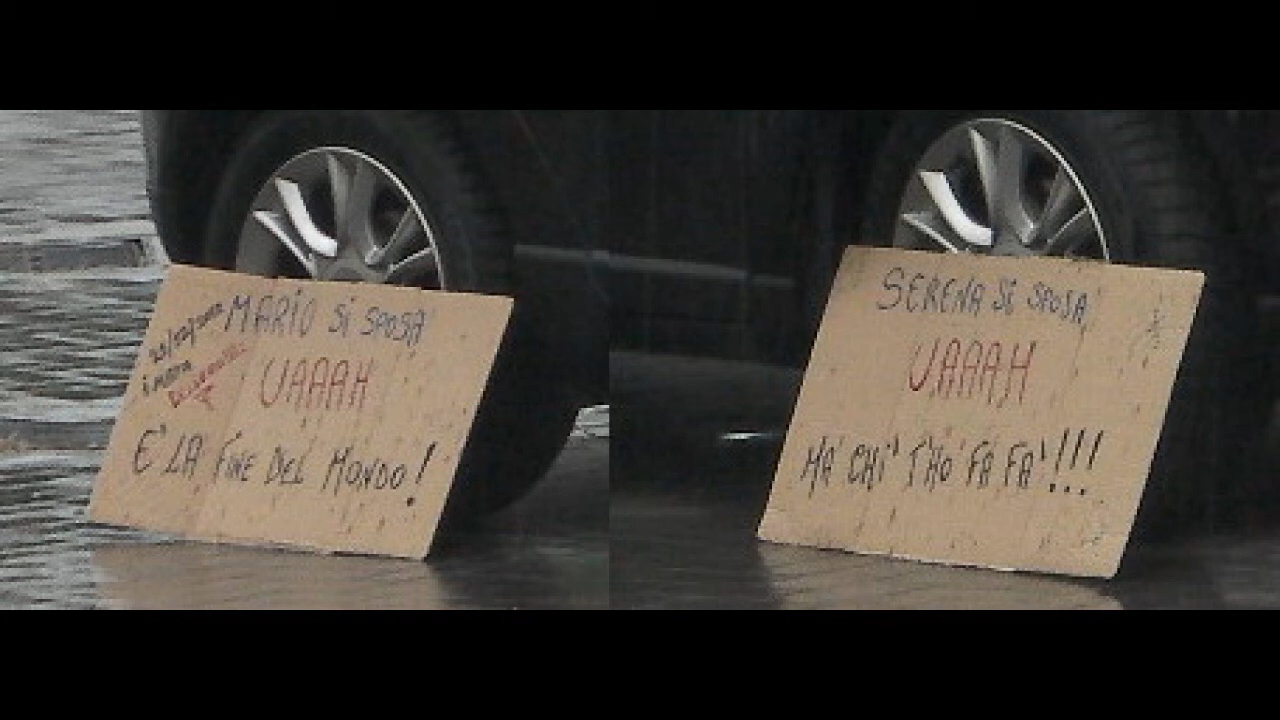 MARIO Si SPOSA
UAAAH
E' LA FINE DEL MONDO!
SERENA SE SPOSA
UAAAH
MA CHI' T'HO' FA FA'!!!